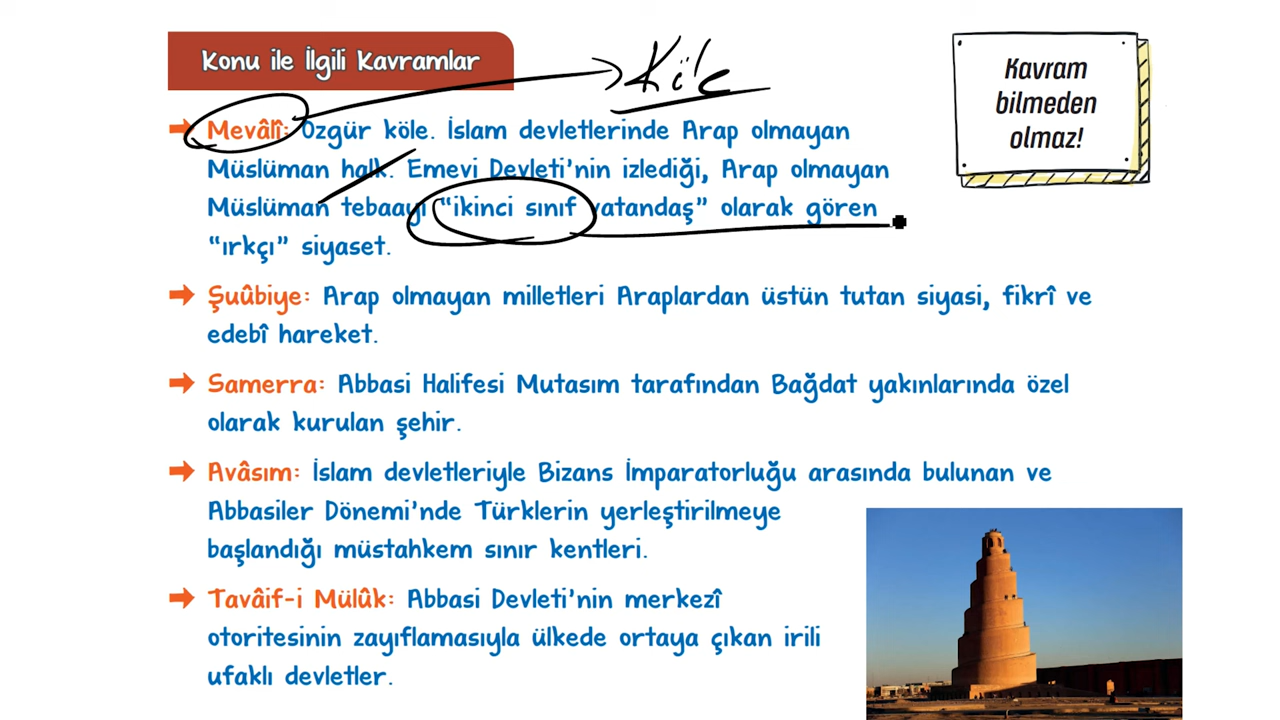 Konu ile İlgili Kavramlar
Köle
Kavram
bilmeden
olmaz!
Mevâlî: Özgür köle. İslam devletlerinde Arap olmayan
Müslüman halk. Emevi Devleti'nin izlediği, Arap olmayan
Müslüman tebaayı "ikinci sınıf vatandaş" olarak gören
"ırkçı" siyaset.
Şuûbiye: Arap olmayan milletleri Araplardan üstün tutan siyasi, fikrî ve
edebî hareket.
Samerra: Abbasi Halifesi Mutasım tarafından Bağdat yakınlarında özel
olarak kurulan şehir.
Avâsım: İslam devletleriyle Bizans İmparatorluğu arasında bulunan ve
Abbasiler Dönemi'nde Türklerin yerleştirilmeye
başlandığı müstahkem sınır kentleri.
Tavâif-i Mülûk: Abbasi Devleti'nin merkezî
otoritesinin zayıflamasıyla ülkede ortaya çıkan irili
ufaklı devletler.